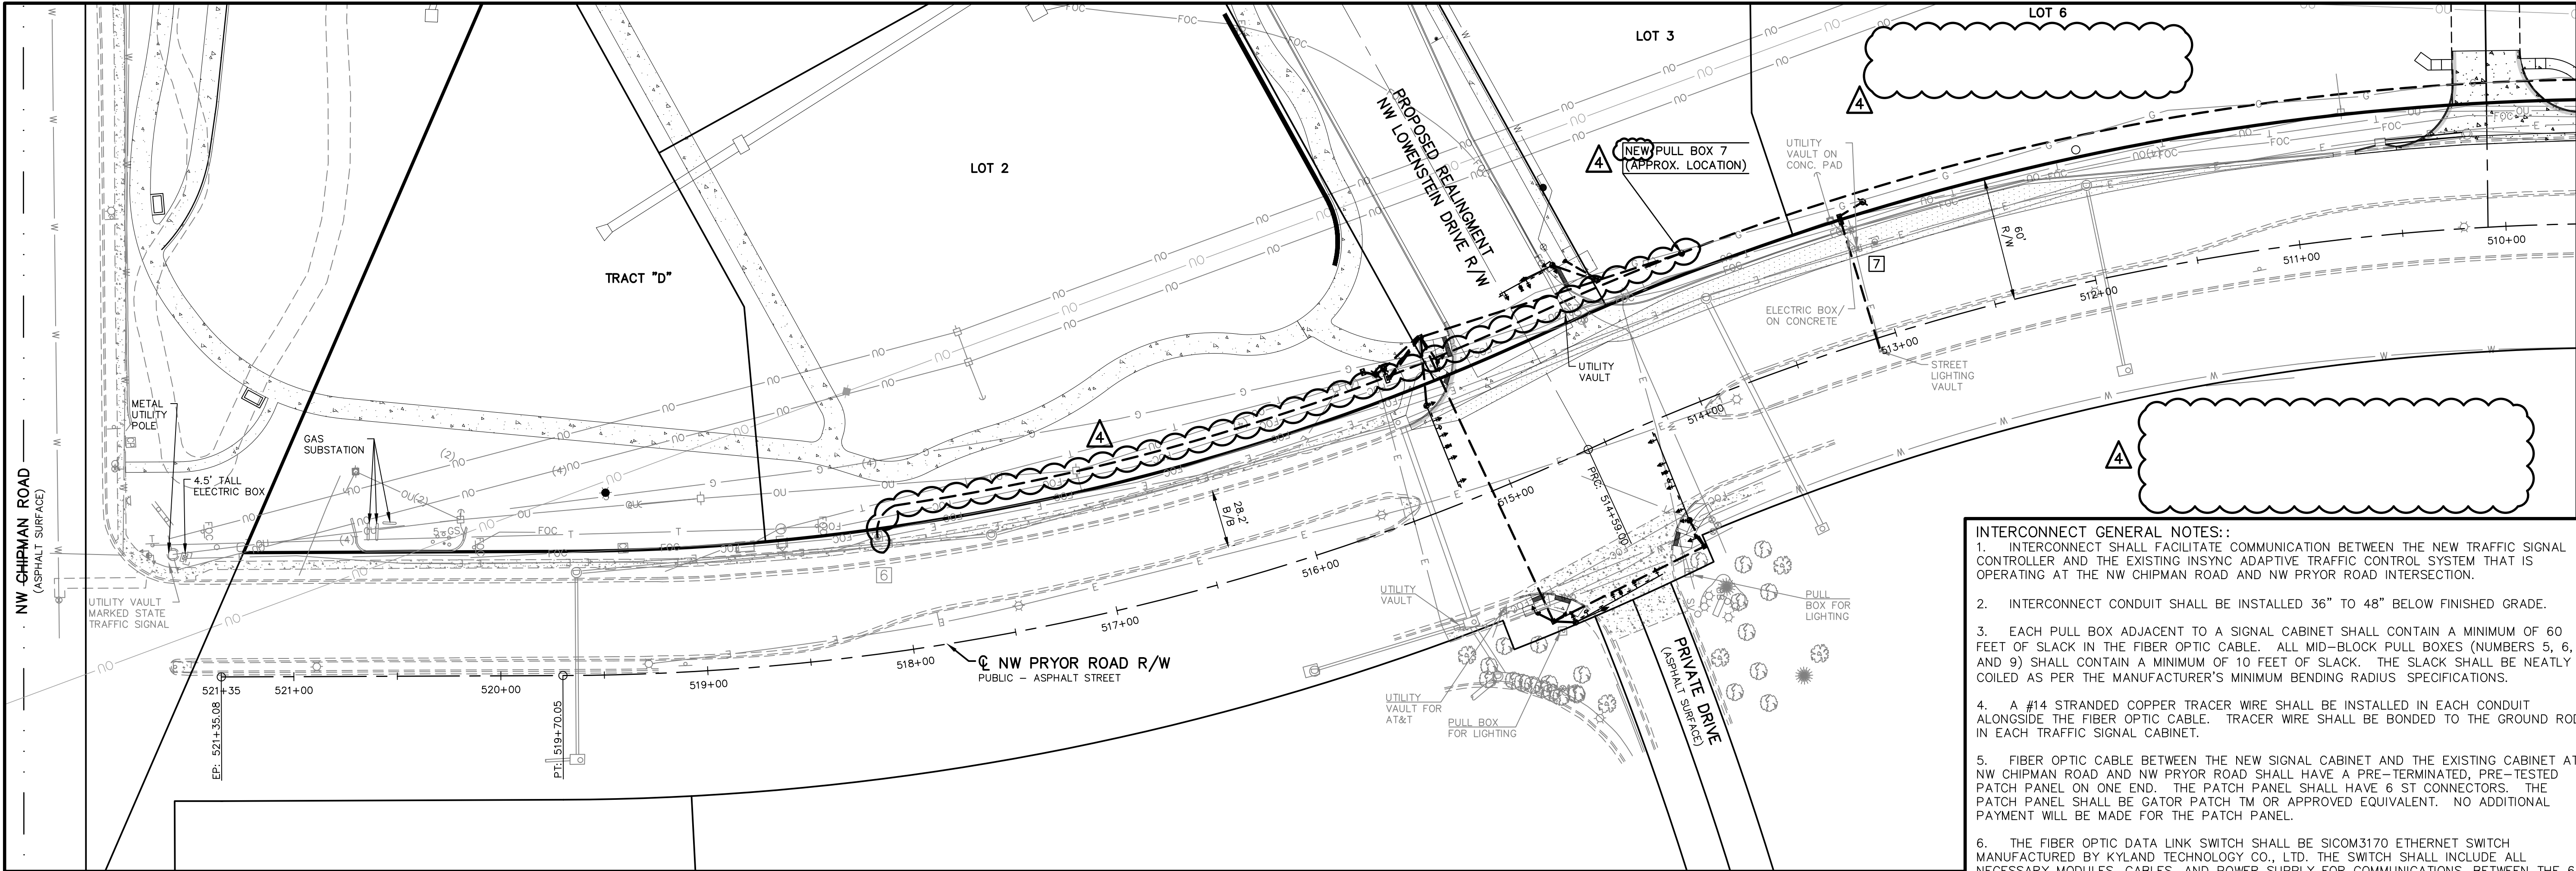 LOT 6
LOT 3
LOT 2
TRACT "D"
PROPOSED REALINGMENT
NW LOWENSTEIN DRIVE R/W
4
NEW PULL BOX 7
(APPROX. LOCATION)
4
UTILITY
VAULT ON
CONC. PAD
60'
R/W
510+00
511+00
512+00
7
ELECTRIC BOX/
ON CONCRETE
513+00
STREET
LIGHTING
VAULT
UTILITY
VAULT
514+00
METAL
UTILITY
POLE
GAS
SUBSTATION
4.5' TALL
ELECTRIC BOX
4
28.2'
B/B
515+00
PRC: 514+59.00
4
NW CHIPMAN ROAD
(ASPHALT SURFACE)
6
516+00
UTILITY VAULT
MARKED STATE
TRAFFIC SIGNAL
UTILITY
VAULT
517+00
PULL
BOX FOR
LIGHTING
518+00
℄ NW PRYOR ROAD R/W
PUBLIC – ASPHALT STREET
521+35
521+00
520+00
519+00
EP: 521+35.08
PT: 519+70.05
UTILITY
VAULT FOR
AT&T
PULL BOX
FOR LIGHTING
PRIVATE DRIVE
(ASPHALT SURFACE)
INTERCONNECT GENERAL NOTES::
1. INTERCONNECT SHALL FACILITATE COMMUNICATION BETWEEN THE NEW TRAFFIC SIGNAL
CONTROLLER AND THE EXISTING INSYNC ADAPTIVE TRAFFIC CONTROL SYSTEM THAT IS
OPERATING AT THE NW CHIPMAN ROAD AND NW PRYOR ROAD INTERSECTION.
2. INTERCONNECT CONDUIT SHALL BE INSTALLED 36" TO 48" BELOW FINISHED GRADE.
3. EACH PULL BOX ADJACENT TO A SIGNAL CABINET SHALL CONTAIN A MINIMUM OF 60
FEET OF SLACK IN THE FIBER OPTIC CABLE. ALL MID–BLOCK PULL BOXES (NUMBERS 5, 6,
AND 9) SHALL CONTAIN A MINIMUM OF 10 FEET OF SLACK. THE SLACK SHALL BE NEATLY
COILED AS PER THE MANUFACTURER'S MINIMUM BENDING RADIUS SPECIFICATIONS.
4. A #14 STRANDED COPPER TRACER WIRE SHALL BE INSTALLED IN EACH CONDUIT
ALONGSIDE THE FIBER OPTIC CABLE. TRACER WIRE SHALL BE BONDED TO THE GROUND ROD
IN EACH TRAFFIC SIGNAL CABINET.
5. FIBER OPTIC CABLE BETWEEN THE NEW SIGNAL CABINET AND THE EXISTING CABINET AT
NW CHIPMAN ROAD AND NW PRYOR ROAD SHALL HAVE A PRE–TERMINATED, PRE–TESTED
PATCH PANEL ON ONE END. THE PATCH PANEL SHALL HAVE 6 ST CONNECTORS. THE
PATCH PANEL SHALL BE GATOR PATCH TM OR APPROVED EQUIVALENT. NO ADDITIONAL
PAYMENT WILL BE MADE FOR THE PATCH PANEL.
6. THE FIBER OPTIC DATA LINK SWITCH SHALL BE SICOM3170 ETHERNET SWITCH
MANUFACTURED BY KYLAND TECHNOLOGY CO., LTD. THE SWITCH SHALL INCLUDE ALL
NECESSARY MODULES, CABLES, AND POWER SUPPLY FOR COMMUNICATIONS BETWEEN THE 6